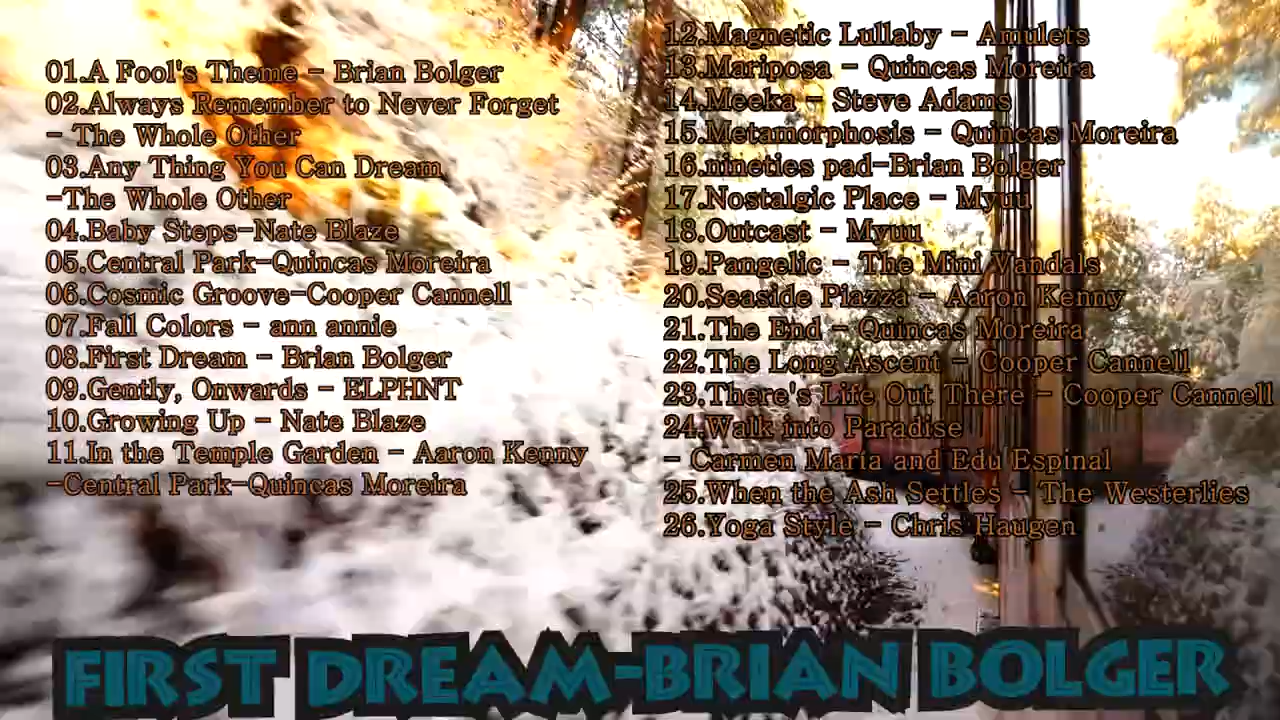 01.A Fool's Theme - Brian Bolger
02.Always Remember to Never Forget
- The Whole Other
03.Any Thing You Can Dream
-The Whole Other
04.Baby Steps-Nate Blaze
05.Central Park-Quincas Moreira
06.Cosmic Groove-Cooper Cannell
07.Fall Colors - ann annie
08.First Dream - Brian Bolger
09.Gently, Onwards - ELPHNT
10.Growing Up - Nate Blaze
11.In the Temple Garden - Aaron Kenny
-Central Park-Quincas Moreira
12.Magnetic Lullaby - Amulets
13.Mariposa - Quincas Moreira
14.Meeka - Steve Adams
15.Metamorphosis - Quincas Moreira
16.nineties pad-Brian Bolger
17.Nostalgic Place - Myuu
18.Outcast - Myuu
19.Pangelic - The Mini Vandals
20.Seaside Piazza - Aaron Kenny
21.The End - Quincas Moreira
22.The Long Ascent - Cooper Cannell
23.There's Life Out There - Cooper Cannell
24.Walk into Paradise
- Carmen Maria and Edu Espinal
25.When the Ash Settles - The Westerlies
26.Yoga Style - Chris Haugen
FIRST DREAM-BRIAN BOLGER